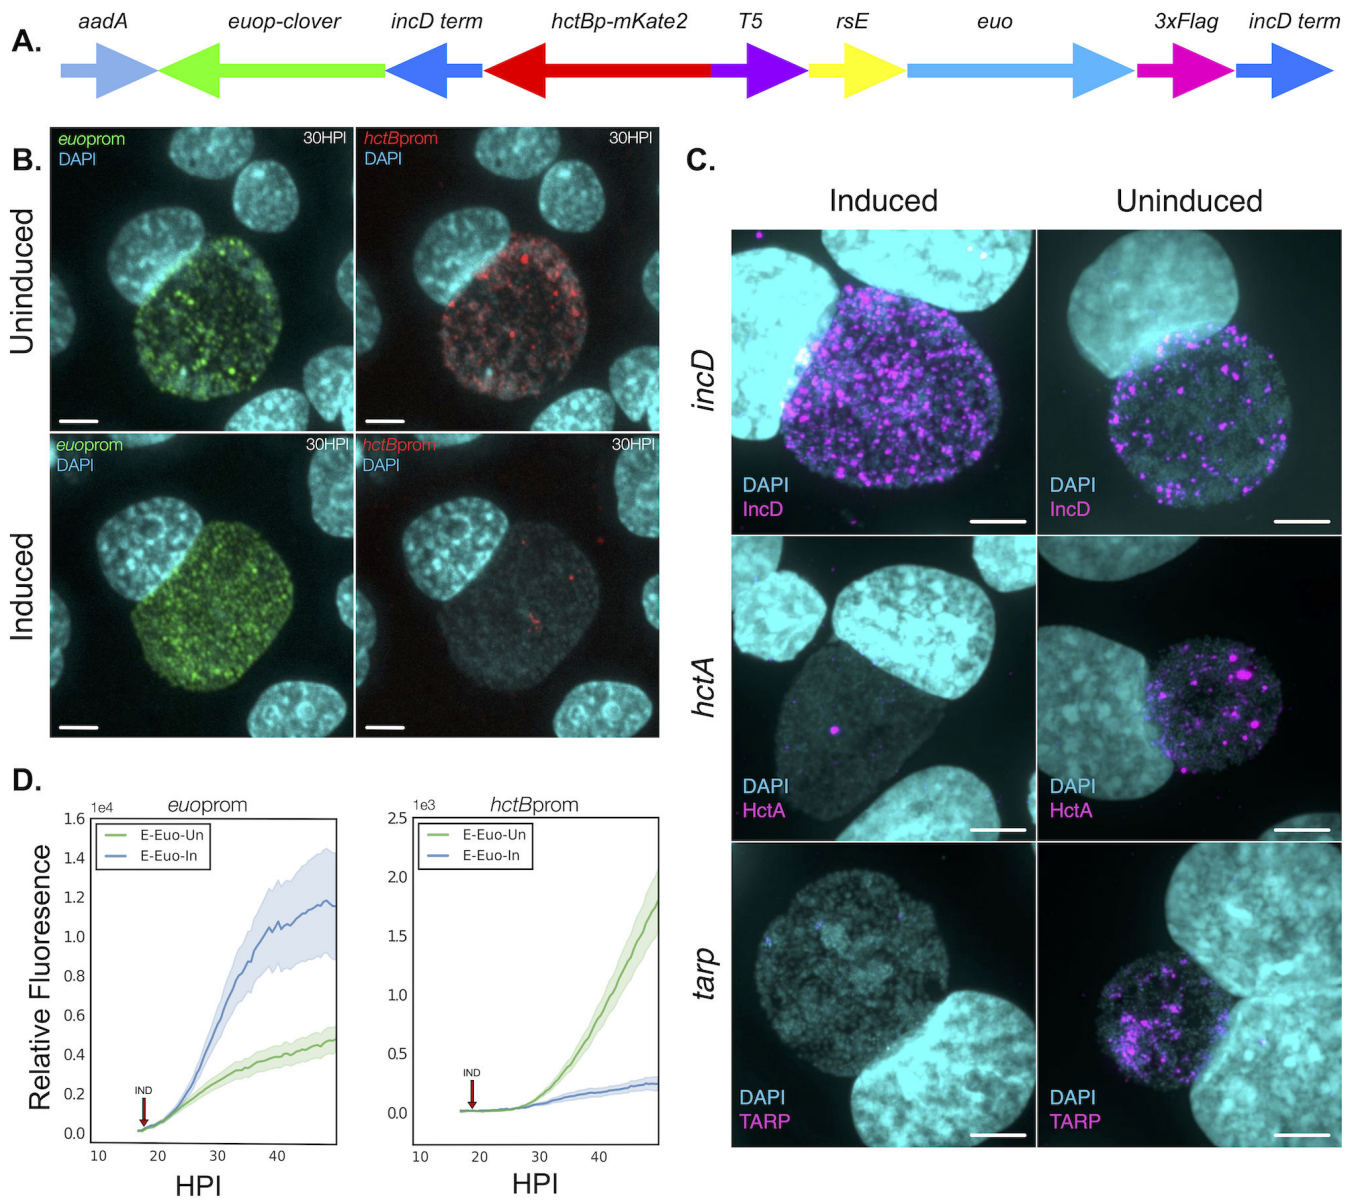 A.
aadA euop-clover incD term hctBp-mKate2 T5 rsE euo 3xFlag incD term
B.
Uninduced
euoprom
DAPI
30HPI
hctBprom
DAPI
30HPI
Induced
euoprom
DAPI
30HPI
hctBprom
DAPI
30HPI
C.
Induced Uninduced
incD
DAPI
IncD
DAPI
IncD
hctA
DAPI
HctA
DAPI
HctA
tarp
DAPI
TARP
DAPI
TARP
D.
Relative Fluoresence
euoprom
1e4
1.6
1.4
1.2
1.0
0.8
0.6
0.4
0.2
0.0
E-Euo-Un
E-Euo-In
IND
10 20 30 40
HPI
hctBprom
1e3
2.5
2.0
1.5
1.0
0.5
0.0
E-Euo-Un
E-Euo-In
IND
10 20 30 40
HPI